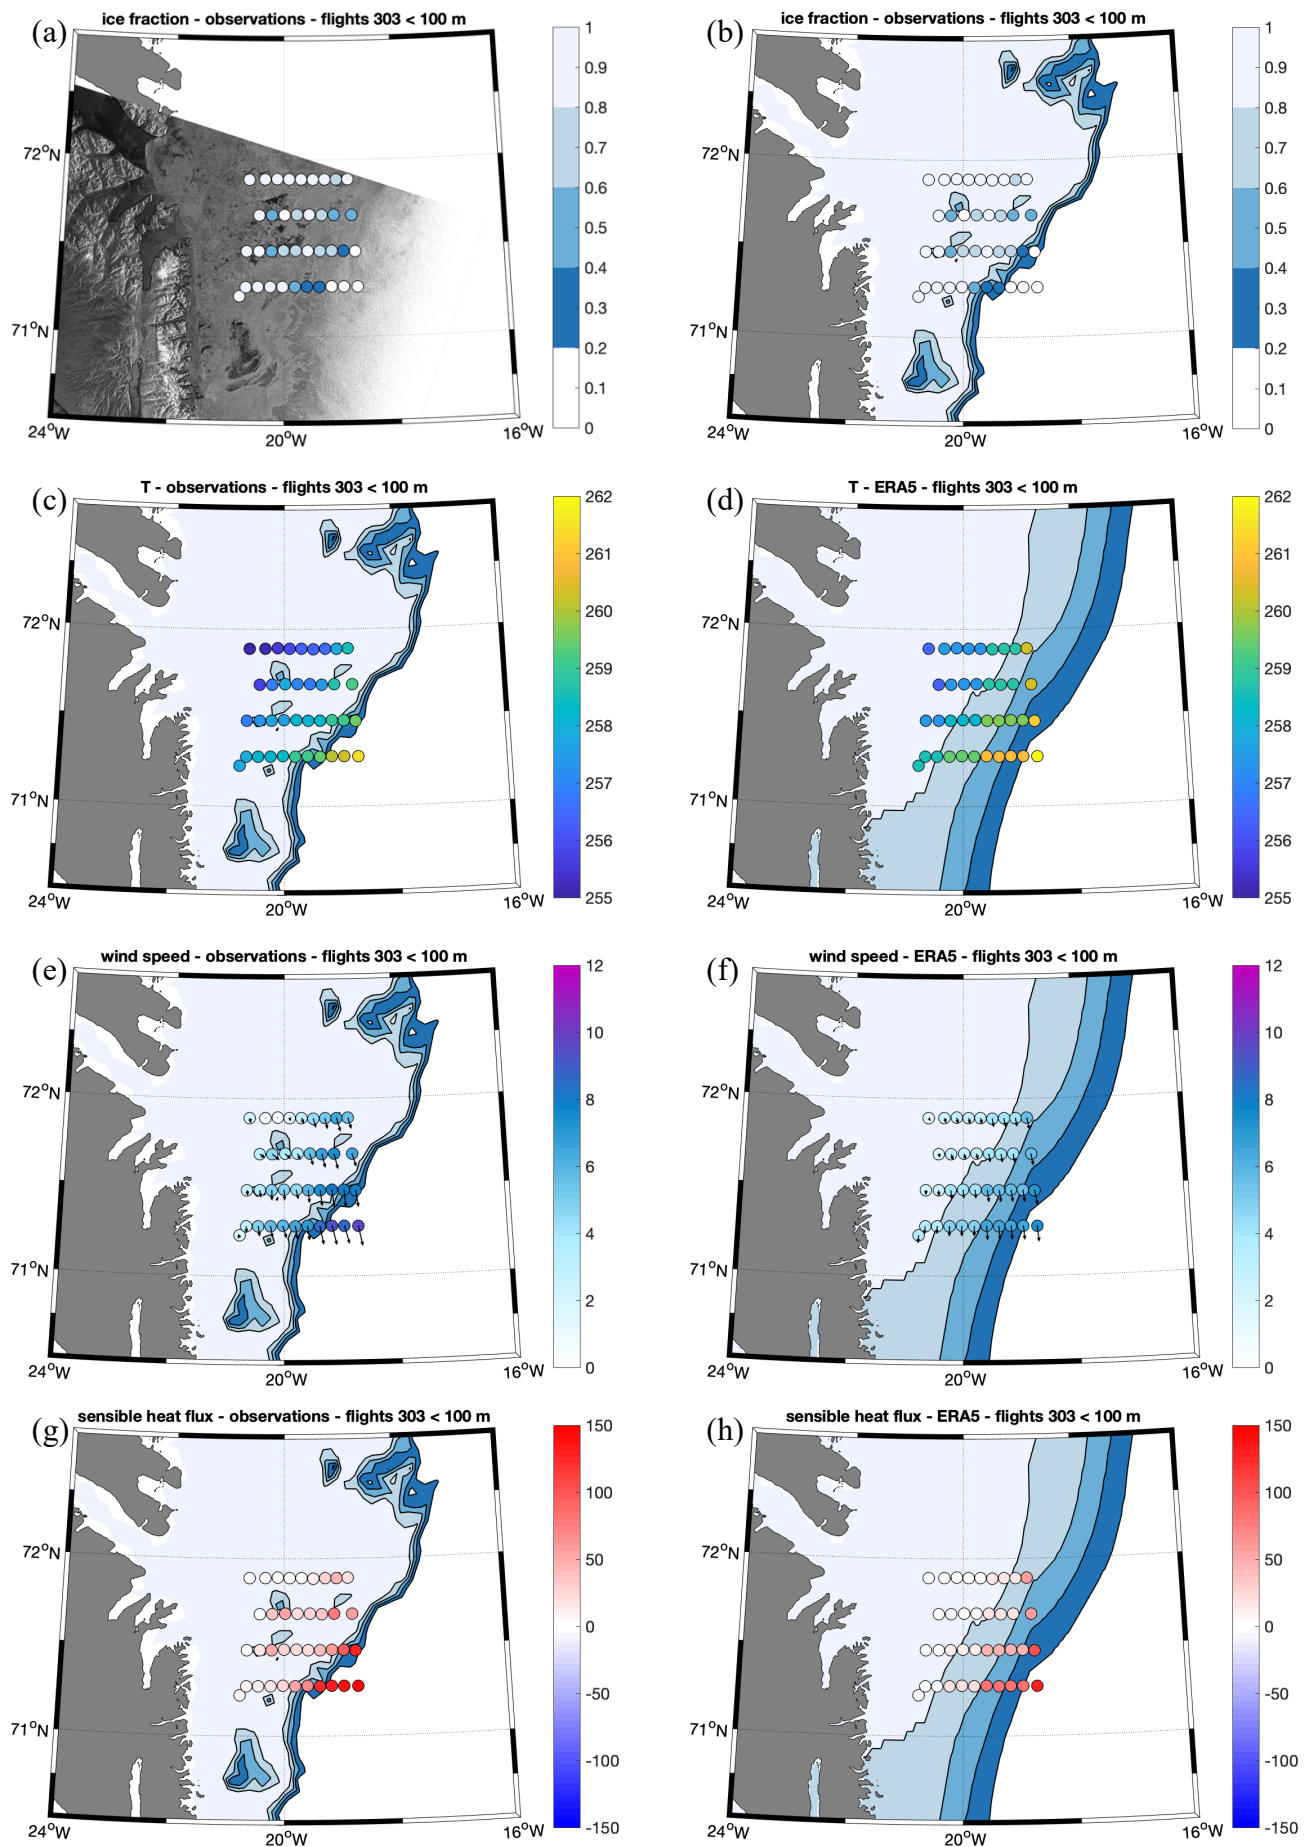 (a)
ice fraction - observations - flights 303 < 100 m
72°N
71°N
24°W
20°W
16°W
1
0.9
0.8
0.6
0.4
0.3
0.2
0.1
0
(b)
ice fraction - observations - flights 303 < 100 m
72°N
71°N
24°W
20°W
16°W
1
0.9
0.8
0.6
0.4
0.3
0.2
0.1
0
(c)
T - observations - flights 303 < 100 m
72°N
71°N
24°W
20°W
16°W
262
261
260
259
258
257
256
255
(d)
T - ERA5 - flights 303 < 100 m
72°N
71°N
24°W
20°W
16°W
262
261
260
259
258
257
256
255
(e)
wind speed - observations - flights 303 < 100 m
72°N
71°N
24°W
20°W
16°W
12
10
8
6
4
2
0
(f)
wind speed - ERA5 - flights 303 < 100 m
72°N
71°N
24°W
20°W
16°W
12
10
8
6
4
2
0
(g)
sensible heat flux - observations - flights 303 < 100 m
72°N
71°N
24°W
20°W
16°W
150
100
50
0
-50
-100
-150
(h)
sensible heat flux - ERA5 - flights 303 < 100 m
72°N
71°N
24°W
20°W
16°W
150
100
50
0
-50
-100
-150